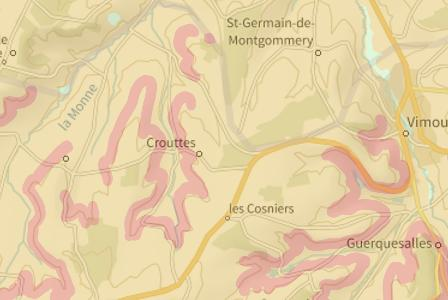 St-Germain-de-
Montgommery
la Monne
Vimou
Crouttes
les Cosniers
Guerquesalles